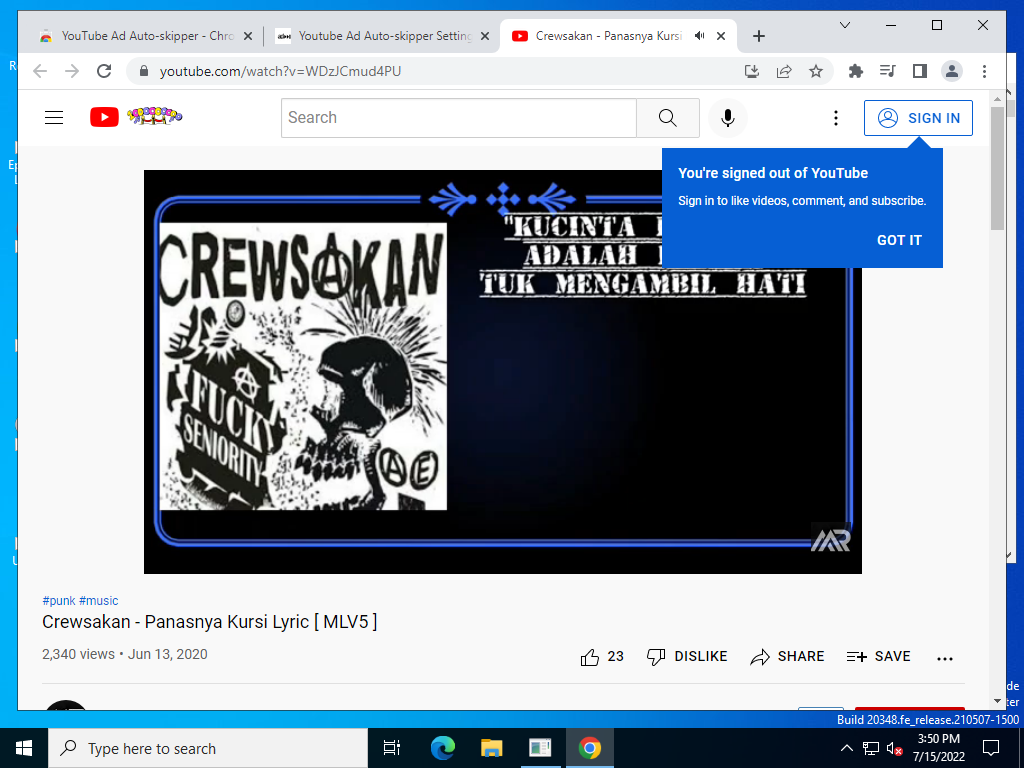 YouTube Ad Auto-skipper - Chro
Youtube Ad Auto-skipper Setting
Crewsakan - Panasnya Kursi
youtube.com/watch?v=WDzJCmud4PU
Search
SIGN IN
You're signed out of YouTube
Sign in to like videos, comment, and subscribe.
GOT IT
CREWSAKAN
FUCK
SENIORITY
A E
"KUCINTA
ADALAH
TUK MENGAMBIL HATI
MR
#punk #music
Crewsakan - Panasnya Kursi Lyric [ MLV5 ]
2,340 views • Jun 13, 2020
23 DISLIKE SHARE SAVE
Build 20348.fe_release.210507-1500
Type here to search
3:50 PM
7/15/2022